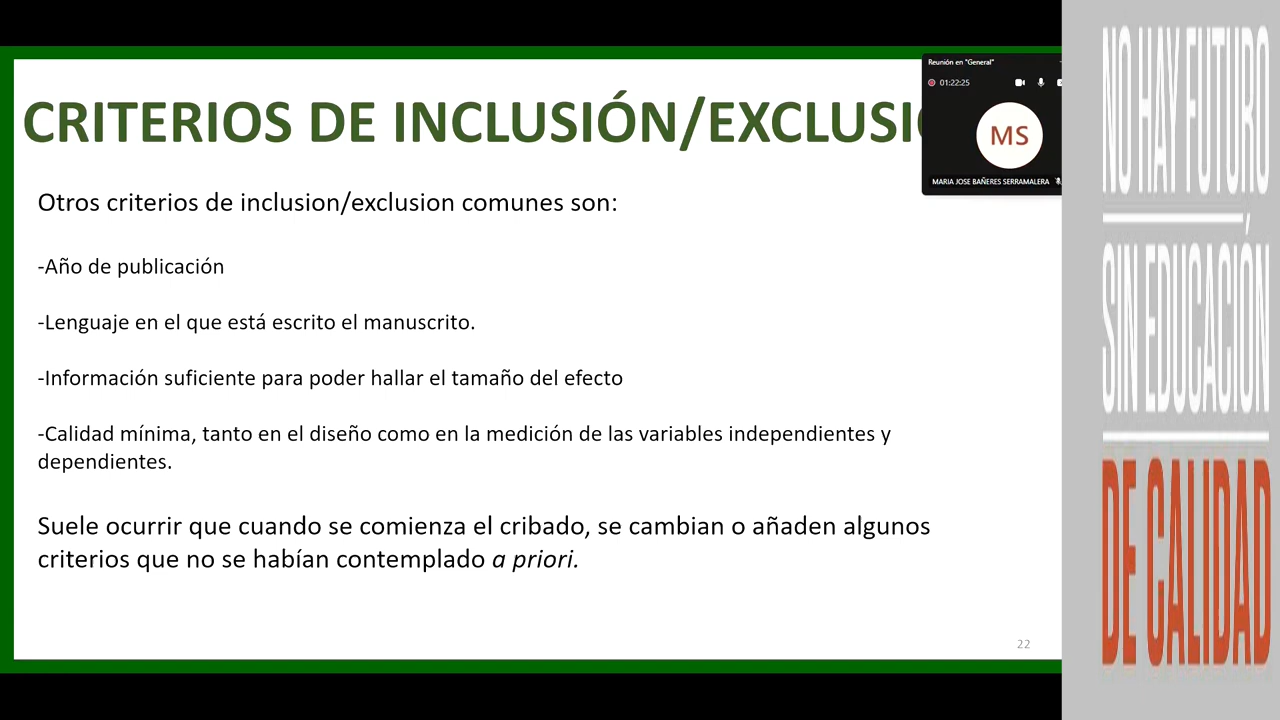 CRITERIOS DE INCLUSIÓN/EXCLUSI
Reunión en "General"
01:22:25
MS
MARIA JOSE BAÑERES SERRAMALERA
Otros criterios de inclusion/exclusion comunes son:
-Año de publicación
-Lenguaje en el que está escrito el manuscrito.
-Información suficiente para poder hallar el tamaño del efecto
-Calidad mínima, tanto en el diseño como en la medición de las variables independientes y
dependientes.
Suele ocurrir que cuando se comienza el cribado, se cambian o añaden algunos
criterios que no se habían contemplado a priori.
22
NO HAY FUTURO
SIN EDUCACIÓN
DE CALIDAD